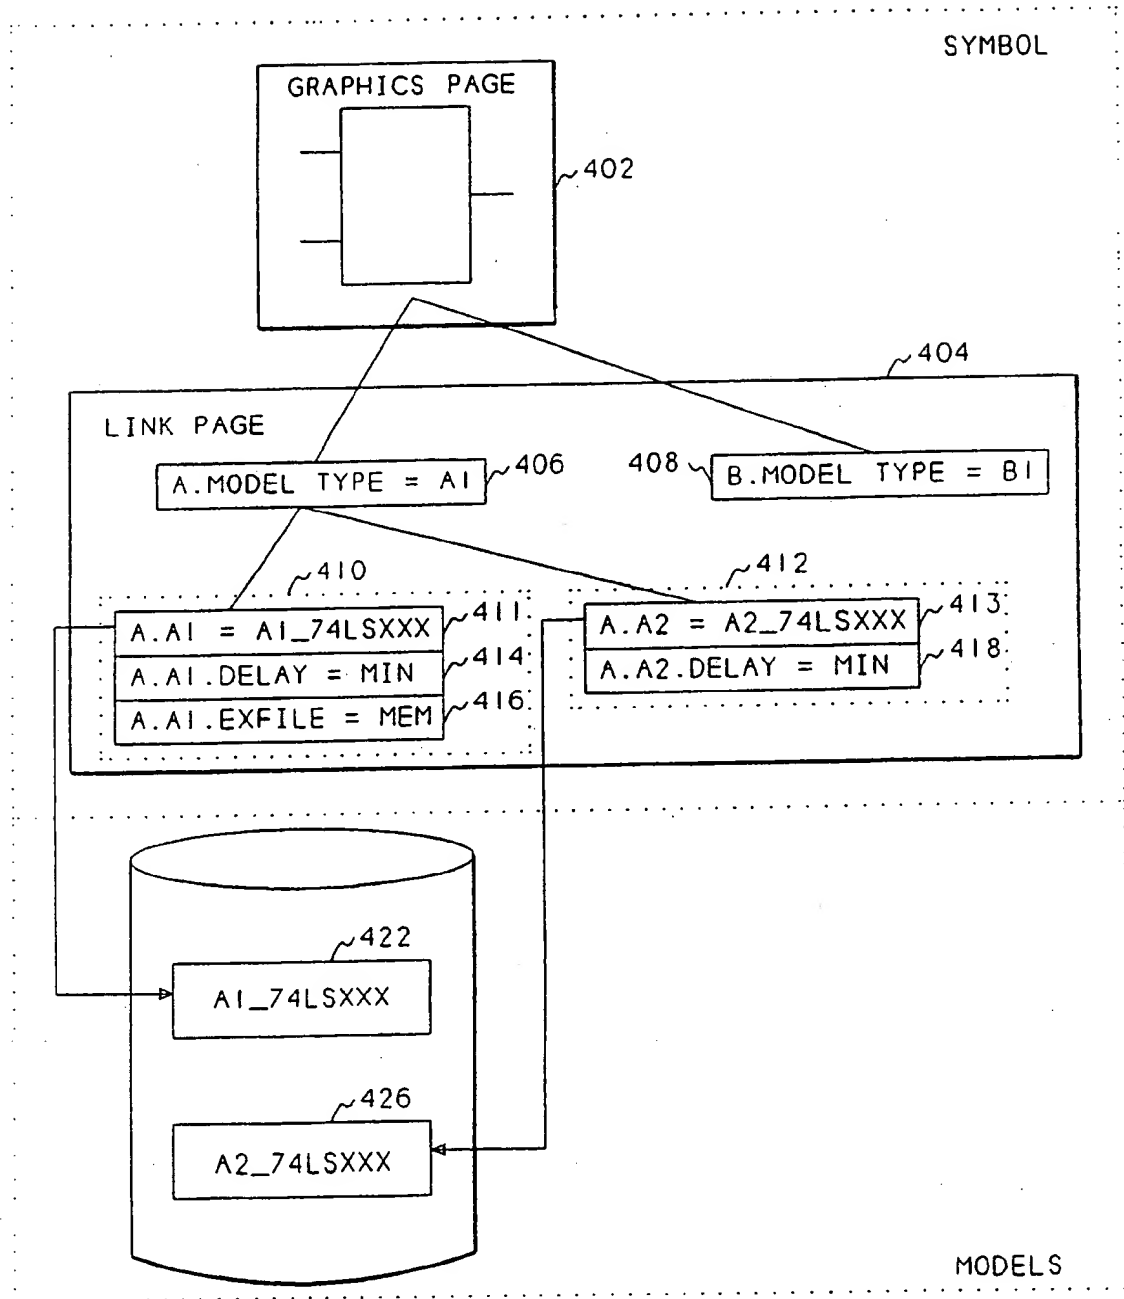 SYMBOL
GRAPHICS PAGE
402
404
LINK PAGE
A.MODEL TYPE = A1
406
408
B.MODEL TYPE = B1
410
412
A.A1 = A1_74LSXXX
411
A.A1.DELAY = MIN
414
A.A1.EXFILE = MEM
416
A.A2 = A2_74LSXXX
413
A.A2.DELAY = MIN
418
422
A1_74LSXXX
426
A2_74LSXXX
MODELS